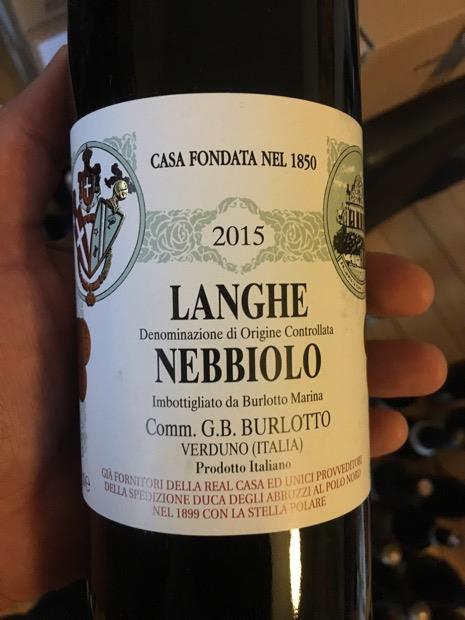 CASA FONDATA NEL 1850
2015
LANGHE
Denominazione di Origine Controllata
NEBBIOLO
Imbottigliato da Burlotto Marina
Comm. G.B. BURLOTTO
VERDUNO (ITALIA)
Prodotto Italiano
GIÀ FORNITORI DELLA REAL CASA ED UNICI PROVVEDITORI
DELLA SPEDIZIONE DUCA DEGLI ABRUZZI AL POLO NORD
NEL 1899 CON LA STELLA POLARE